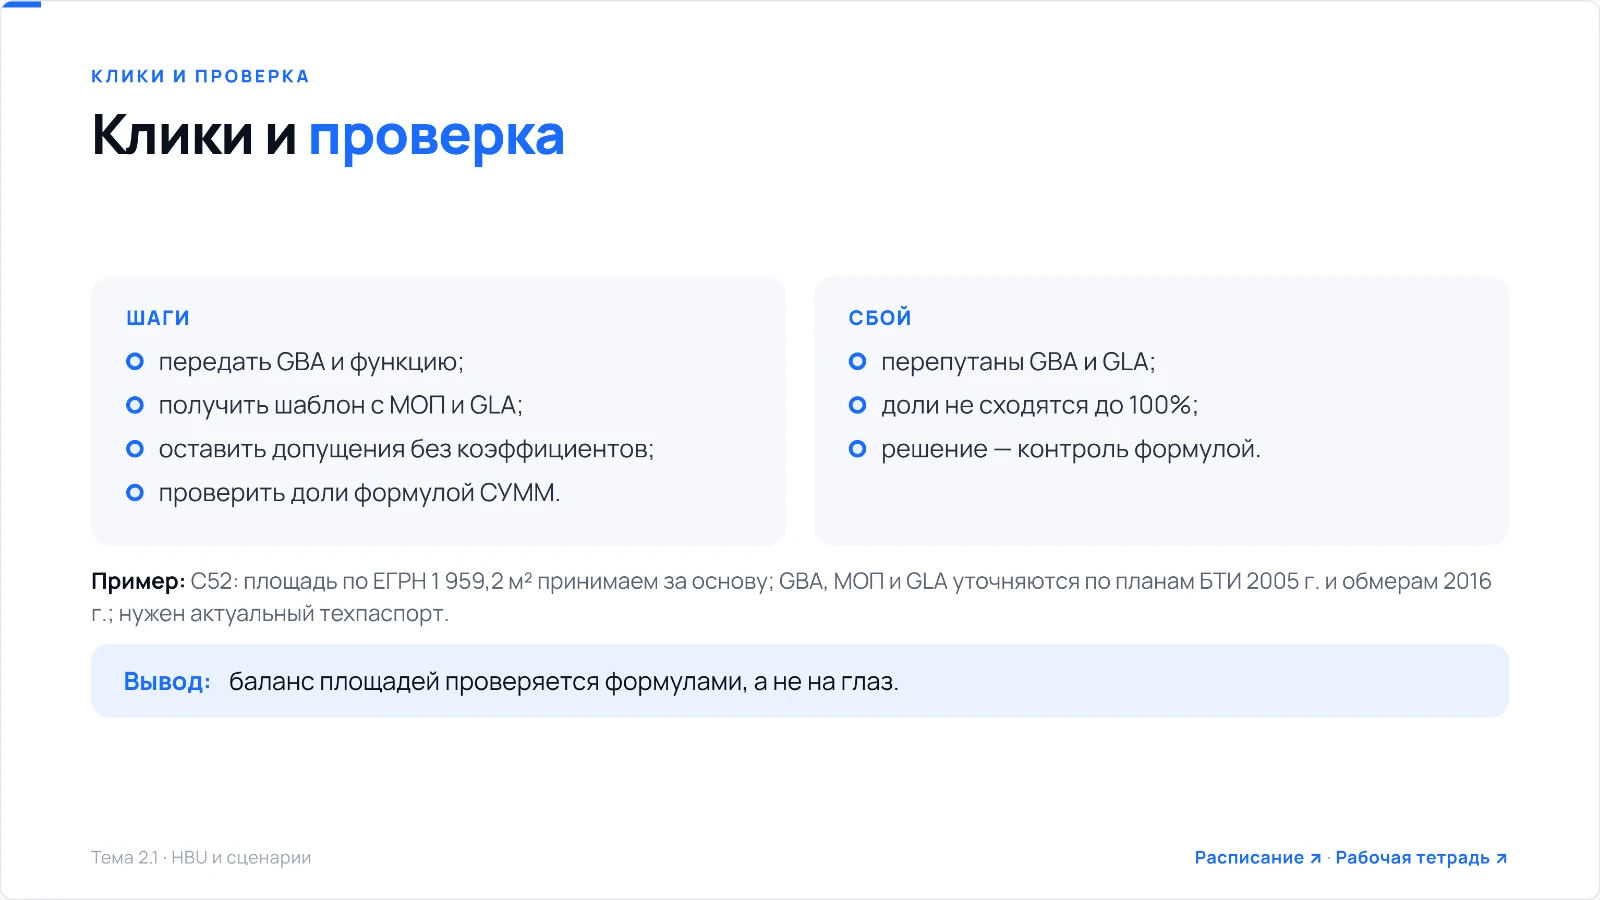 КЛИКИ И ПРОВЕРКА
Клики и проверка
ШАГИ
передать GBA и функцию;
получить шаблон с МОП и GLA;
оставить допущения без коэффициентов;
проверить доли формулой СУММ.
СБОЙ
перепутаны GBA и GLA;
доли не сходятся до 100%;
решение — контроль формулой.
Пример: С52: площадь по ЕГРН 1 959,2 м² принимаем за основу; GBA, МОП и GLA уточняются по планам БТИ 2005 г. и обмерам 2016
г.; нужен актуальный техпаспорт.
Вывод: баланс площадей проверяется формулами, а не на глаз.
Тема 2.1 · HBU и сценарии
Расписание ↗ · Рабочая тетрадь ↗